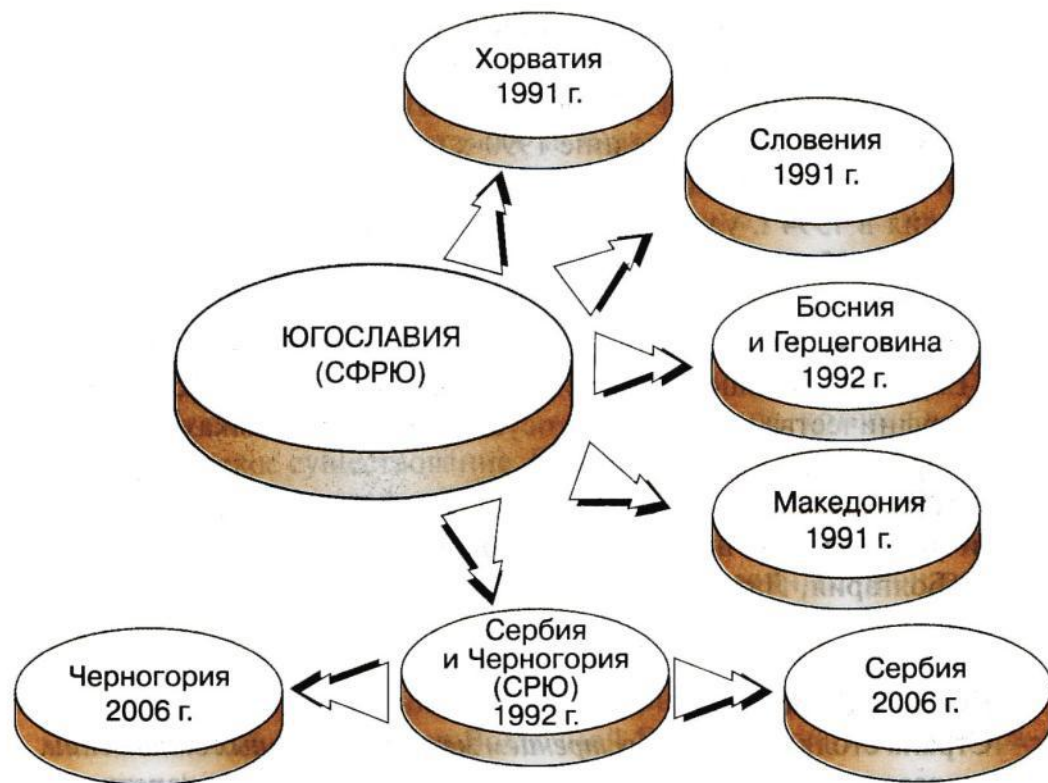 Хорватия
1991 г.
Словения
1991 г.
ЮГОСЛАВИЯ
(СФРЮ)
Босния
и Герцеговина
1992 г.
Македония
1991 г.
Сербия
и Черногория
(СРЮ)
1992 г.
Черногория
2006 г.
Сербия
2006 г.